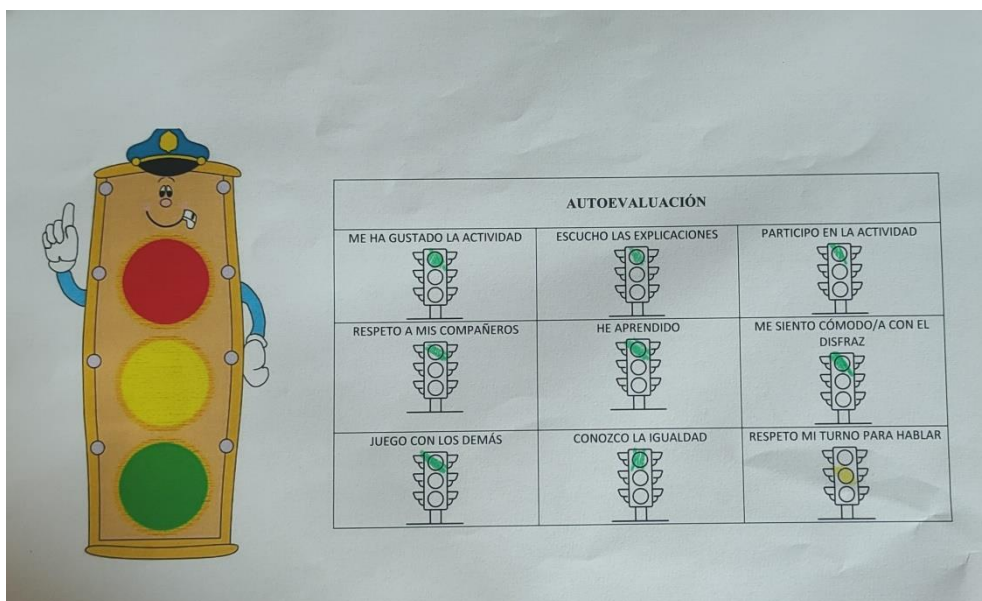 AUTOEVALUACIÓN
ME HA GUSTADO LA ACTIVIDAD
ESCUCHO LAS EXPLICACIONES
PARTICIPO EN LA ACTIVIDAD
RESPETO A MIS COMPAÑEROS
HE APRENDIDO
ME SIENTO CÓMODO/A CON EL
DISFRAZ
JUEGO CON LOS DEMÁS
CONOZCO LA IGUALDAD
RESPETO MI TURNO PARA HABLAR